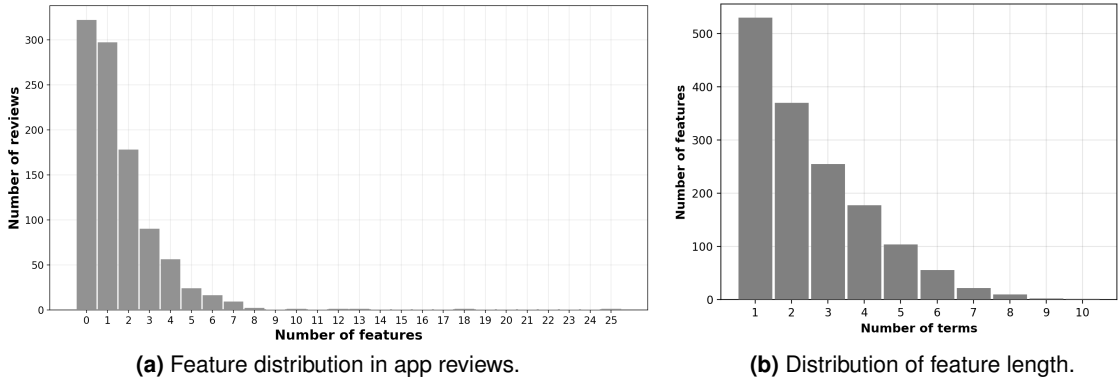 300
250
200
150
100
50
0
Number of reviews
0 1 2 3 4 5 6 7 8 9 10 11 12 13 14 15 16 17 18 19 20 21 22 23 24 25
Number of features
(a) Feature distribution in app reviews.
500
400
300
200
100
0
Number of features
1 2 3 4 5 6 7 8 9 10
Number of terms
(b) Distribution of feature length.